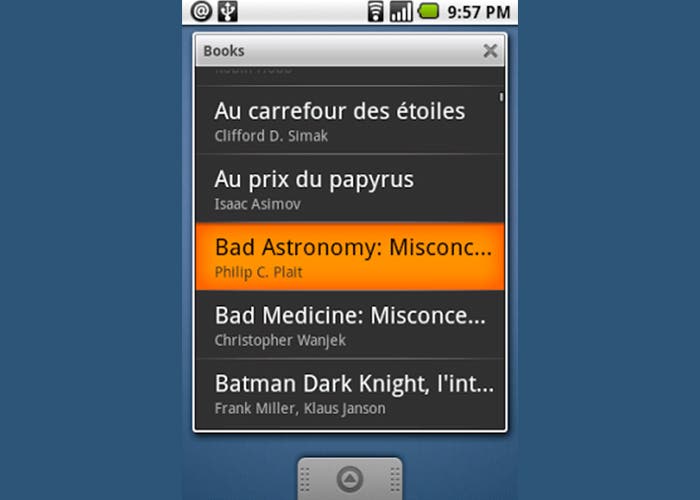 9:57 PM
Books
Au carrefour des étoiles
Clifford D. Simak
Au prix du papyrus
Isaac Asimov
Bad Astronomy: Misconc...
Philip C. Plait
Bad Medicine: Misconce...
Christopher Wanjek
Batman Dark Knight, l'int...
Frank Miller, Klaus Janson